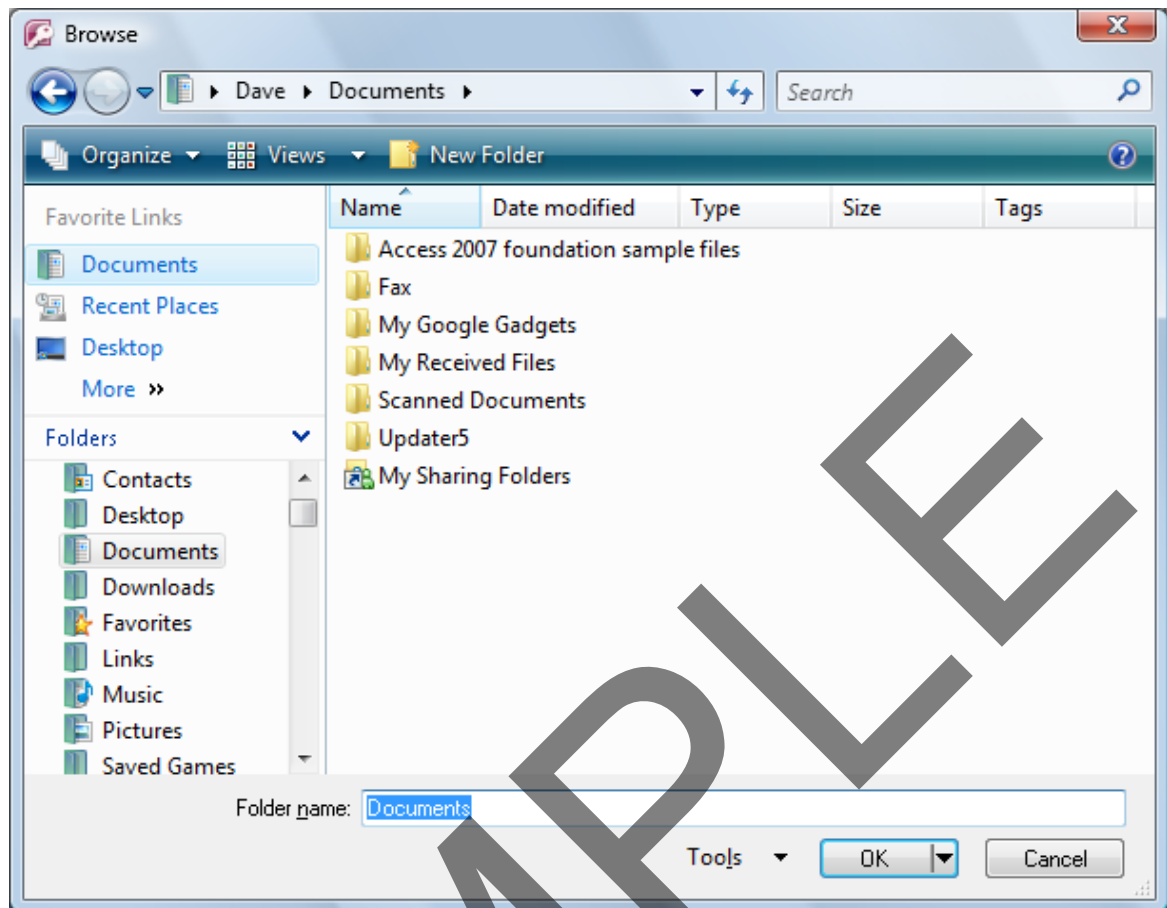 Browse
Dave Documents
Search
Organize Views New Folder
Favorite Links
Documents
Recent Places
Desktop
More »
Folders
Contacts
Desktop
Documents
Downloads
Favorites
Links
Music
Pictures
Saved Games
Name Date modified Type Size Tags
Access 2007 foundation sample files
Fax
My Google Gadgets
My Received Files
Scanned Documents
Updater5
My Sharing Folders
Folder name: Documents
Tools OK Cancel
MPLE